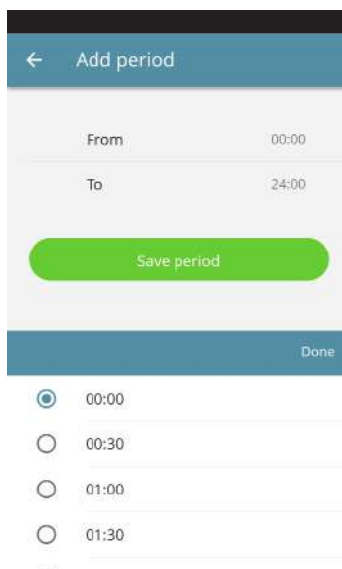 Add period
From 00:00
To 24:00
Save period
Done
00:00
00:30
01:00
01:30